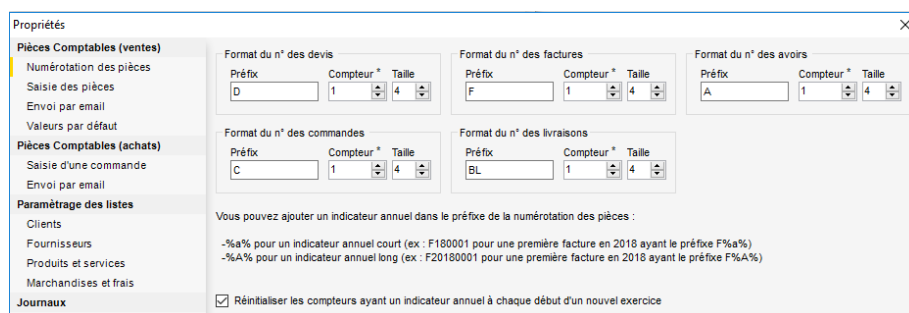 Propriétés
Pièces Comptables (ventes)
Numérotation des pièces
Saisie des pièces
Envoi par email
Valeurs par défaut
Pièces Comptables (achats)
Saisie d'une commande
Envoi par email
Paramètrage des listes
Clients
Fournisseurs
Produits et services
Marchandises et frais
Journaux
Format du n° des devis
Préfix Compteur * Taille
D 1 4
Format du n° des factures
Préfix Compteur * Taille
F 1 4
Format du n° des avoirs
Préfix Compteur * Taille
A 1 4
Format du n° des commandes
Préfix Compteur * Taille
C 1 4
Format du n° des livraisons
Préfix Compteur * Taille
BL 1 4
Vous pouvez ajouter un indicateur annuel dans le préfixe de la numérotation des pièces :
-%a% pour un indicateur annuel court (ex : F180001 pour une première facture en 2018 ayant le préfixe F%a%)
-%A% pour un indicateur annuel long (ex : F20180001 pour une première facture en 2018 ayant le préfixe F%A%)
Réinitialiser les compteurs ayant un indicateur annuel à chaque début d'un nouvel exercice